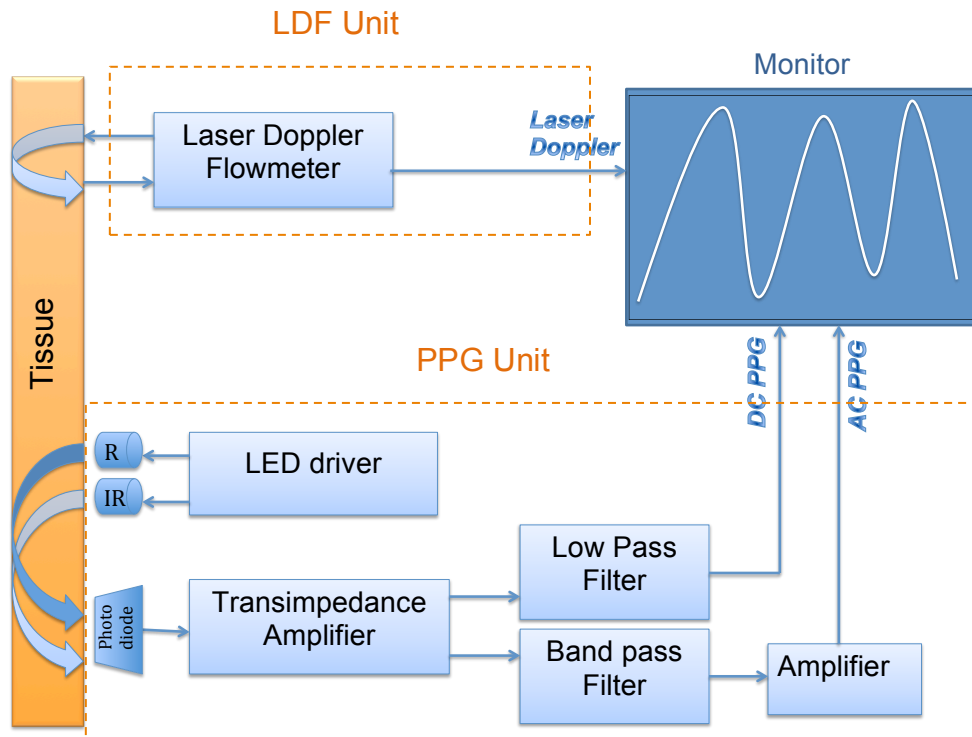 LDF Unit
Monitor
Laser Doppler
Flowmeter
Laser
Doppler
Tissue
PPG Unit
DC PPG
AC PPG
R
IR
LED driver
Low Pass
Filter
Photo
diode
Transimpedance
Amplifier
Band pass
Filter
Amplifier